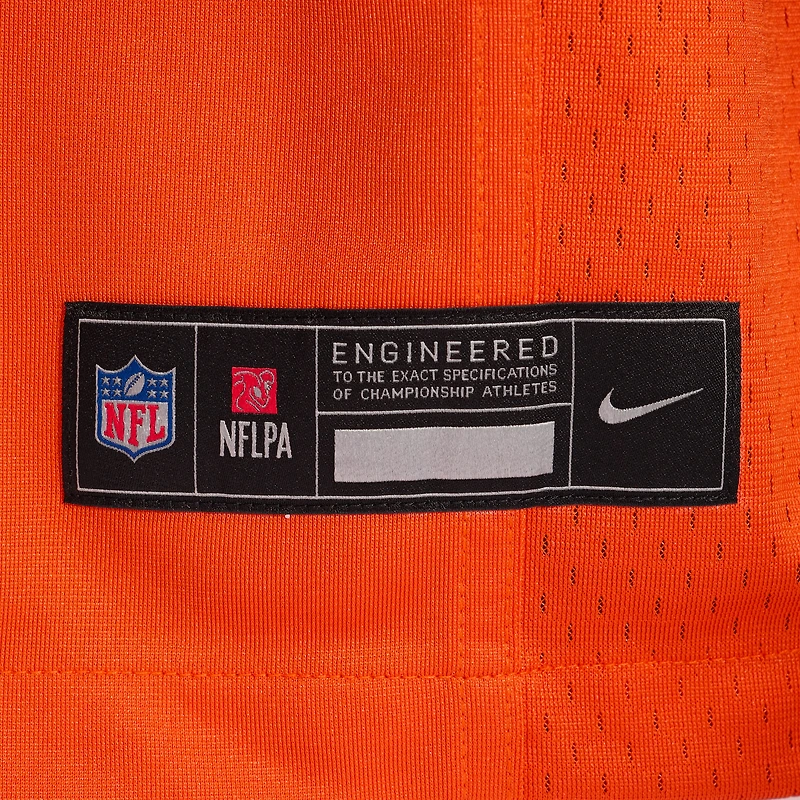 NFL
NFLPA
ENGINEERED
TO THE EXACT SPECIFICATIONS
OF CHAMPIONSHIP ATHLETES